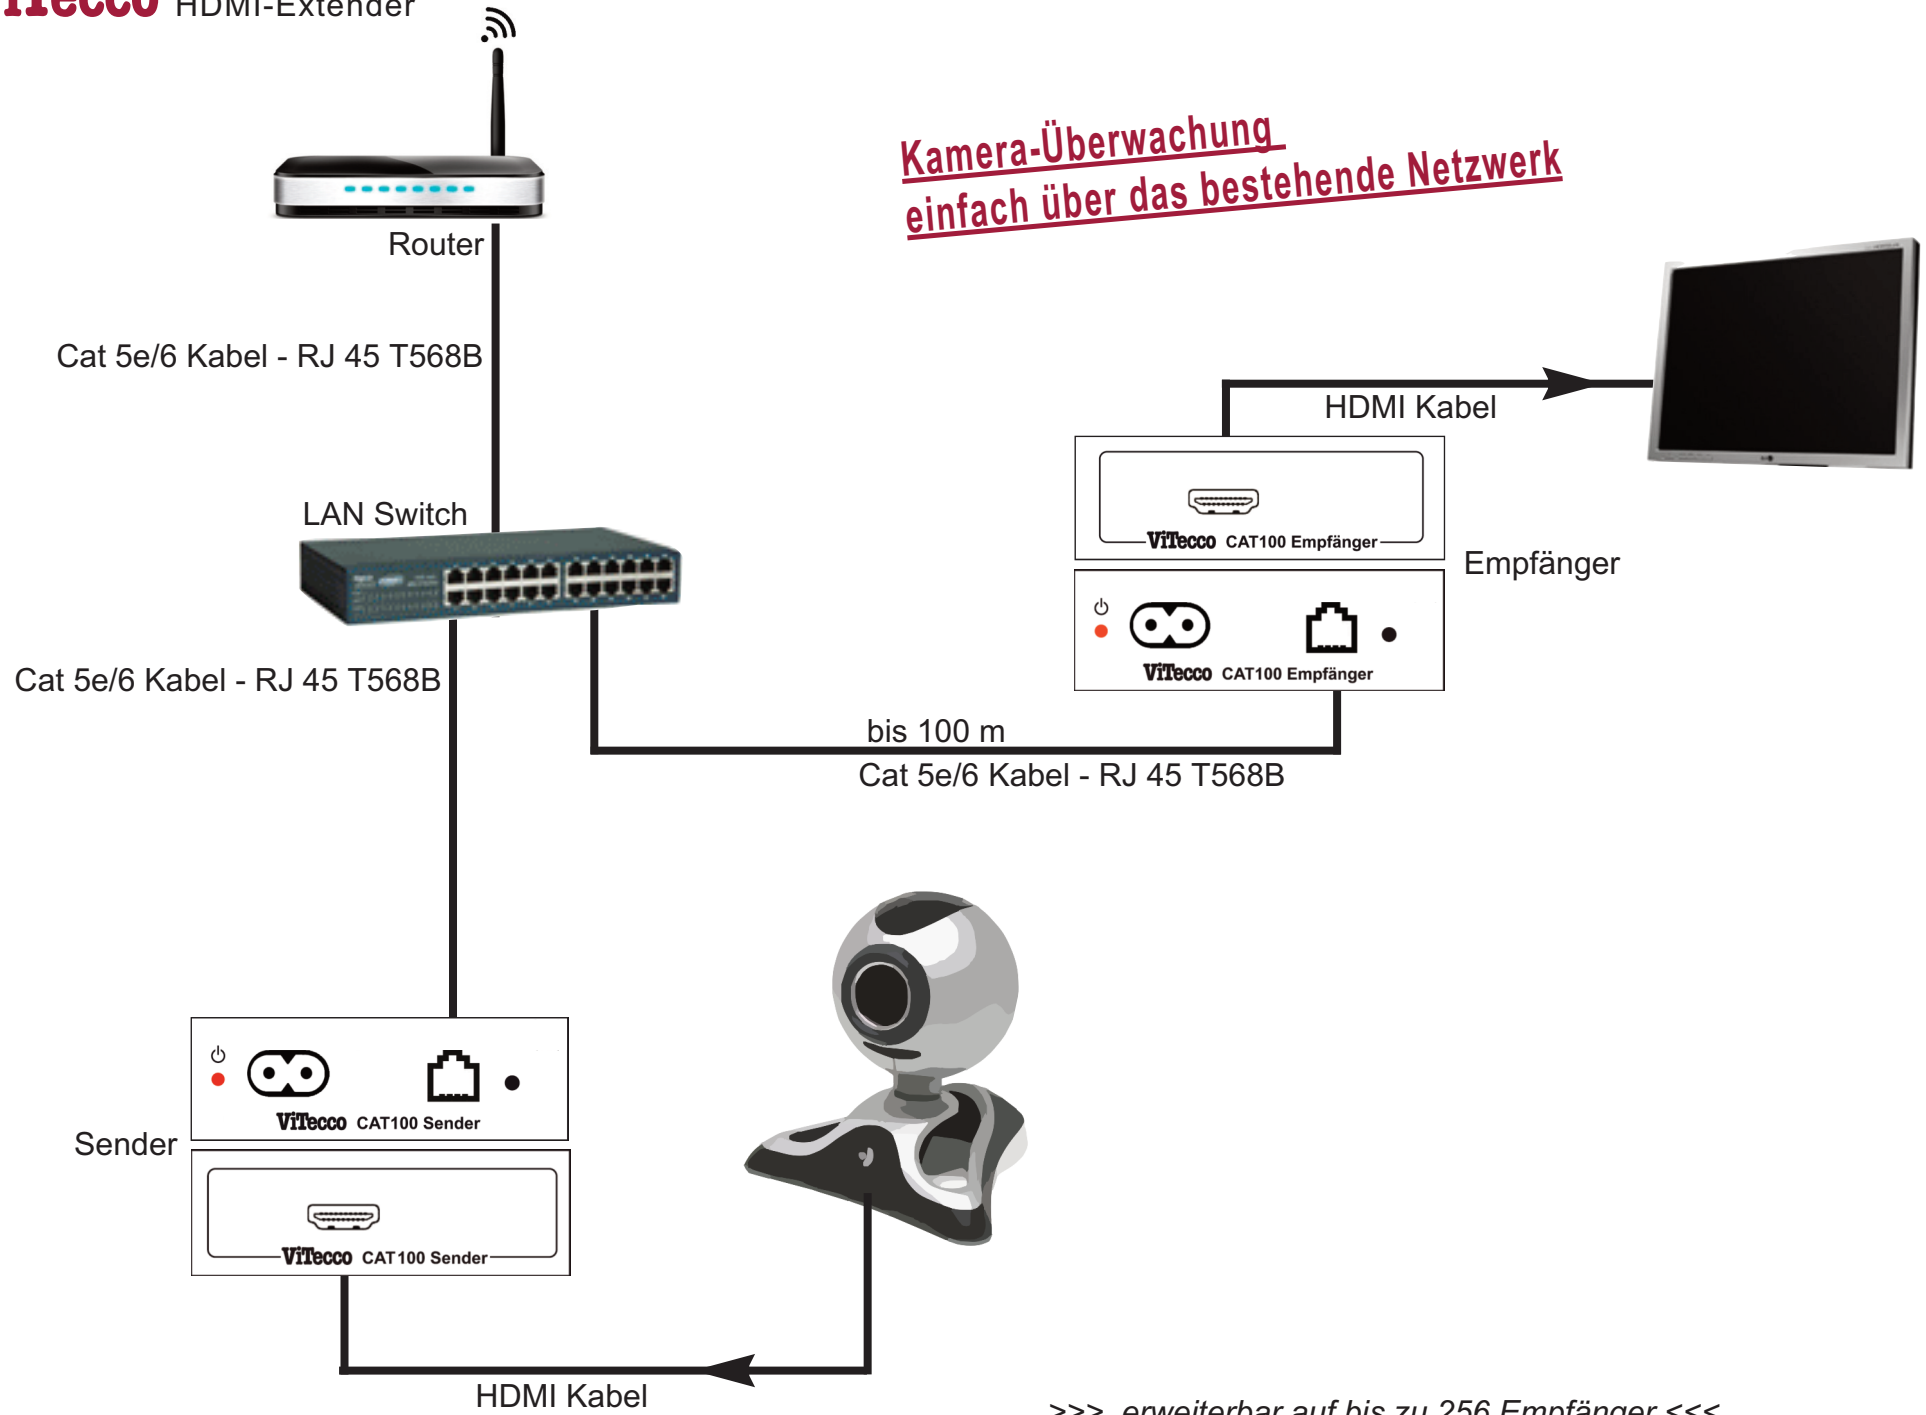 ViTecco HDMI-Extender
Kamera-Überwachung
einfach über das bestehende Netzwerk
Router
Cat 5e/6 Kabel - RJ 45 T568B
HDMI Kabel
LAN Switch
ViTecco CAT100 Empfänger
Empfänger
ViTecco CAT100 Empfänger
Cat 5e/6 Kabel - RJ 45 T568B
bis 100 m
Cat 5e/6 Kabel - RJ 45 T568B
ViTecco CAT100 Sender
Sender
ViTecco CAT100 Sender
HDMI Kabel
>>> erweiterbar auf bis zu 256 Empfänger <<<